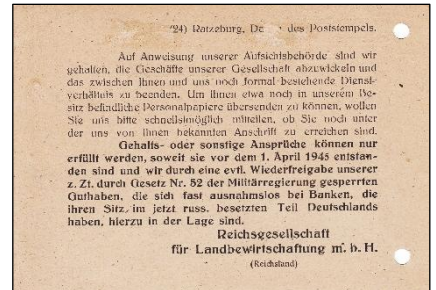 (24) Ratzeburg, De des Poststempels.
Auf Anweisung unserer Aufsichtsbehörde sind wir
gehalten, die Geschäfte unserer Gesellschaft abzuwickeln und
das zwischen Ihnen und uns noch formal bestehende Dienst-
verhältnis zu beenden. Um Ihnen etwa noch in unserem Be-
sitz befindliche Personalpapiere übersenden zu können, wollen
Sie uns bitte schnellstmöglich mitteilen, ob Sie noch unter
der uns von Ihnen bekannten Anschrift zu erreichen sind.
Gehalts- oder sonstige Ansprüche können nur
erfüllt werden, soweit sie vor dem 1. April 1945 entstan-
den sind und wir durch eine evtl. Wiederfreigabe unserer
z. Zt. durch Gesetz Nr. 52 der Militärregierung gesperrten
Guthaben, die sich fast ausnahmslos bei Banken, die
ihren Sitz im jetzt russ. besetzten Teil Deutschlands
haben, hierzu in der Lage sind.
Reichsgesellschaft
für Landbewirtschaftung m. b. H.
(Reichsland)